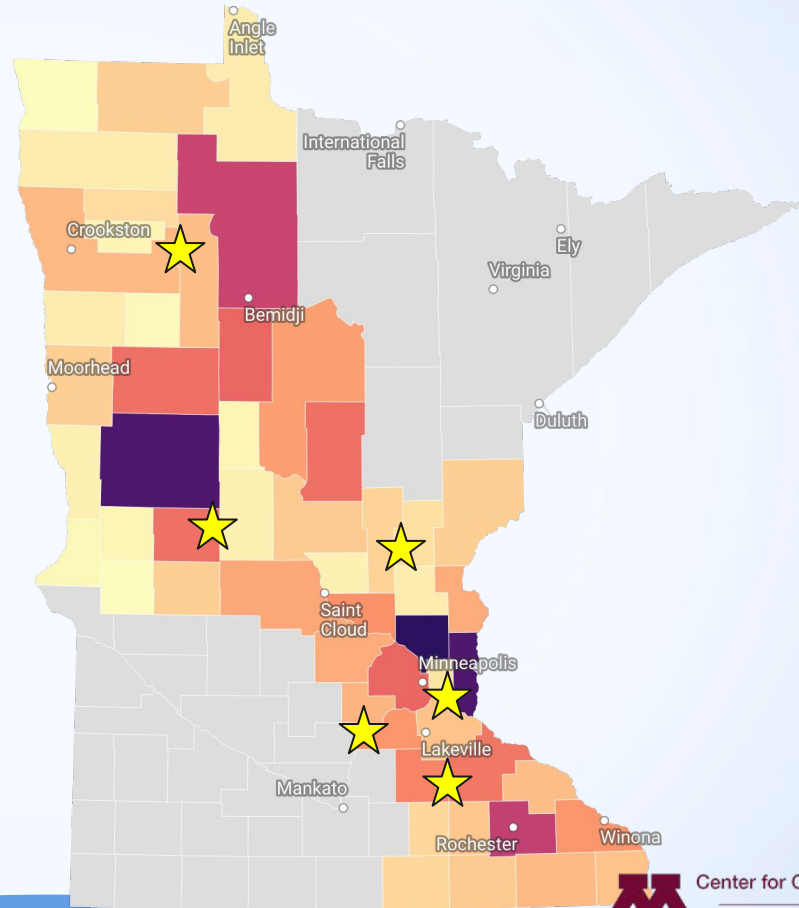 Angle
Inlet
International
Falls
Crookston
Ely
Virginia
Bemidji
Moorhead
Duluth
Saint
Cloud
Minneapolis
Lakeville
Mankato
Rochester
Winona
M
Center for C